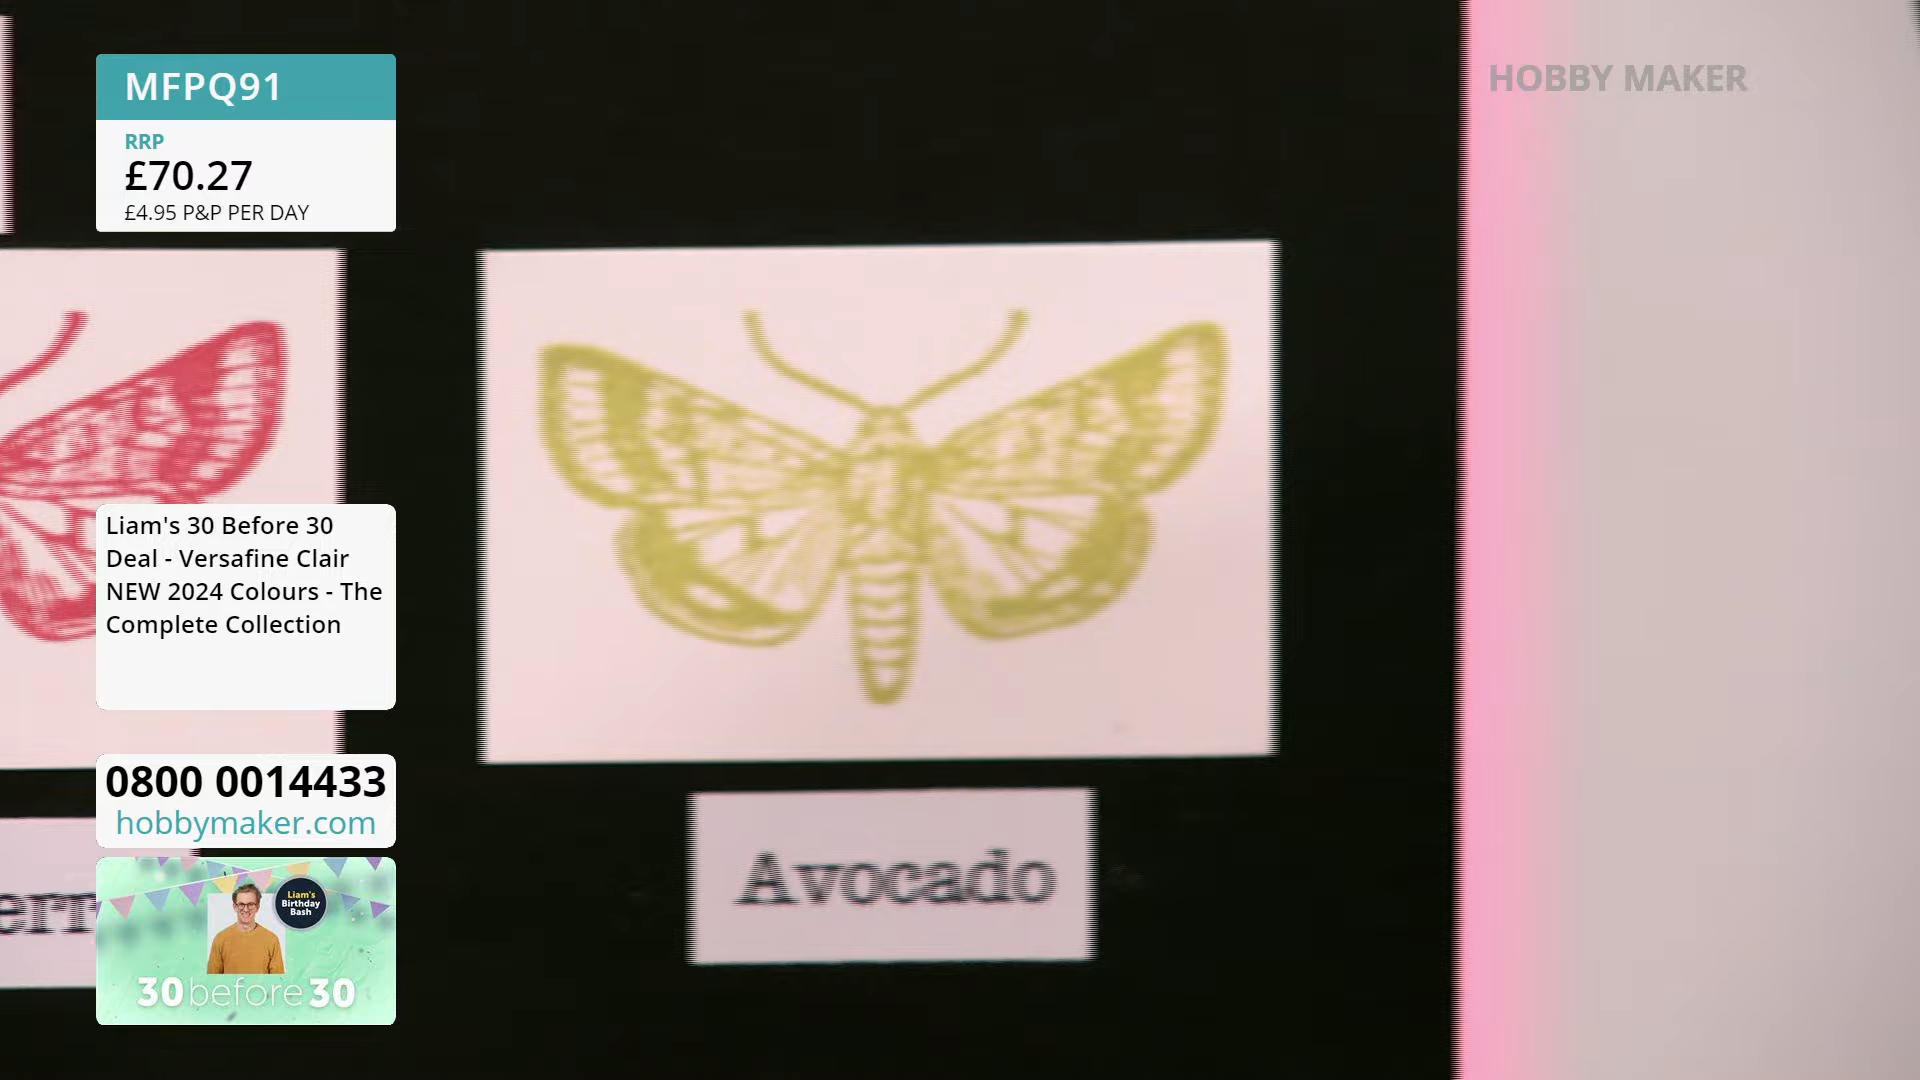 MFPQ91
RRP
£70.27
£4.95 P&P PER DAY
HOBBY MAKER
Liam's 30 Before 30
Deal - Versafine Clair
NEW 2024 Colours - The
Complete Collection
0800 0014433
hobbymaker.com
Liam's
Birthday
Bash
30 before 30
Avocado